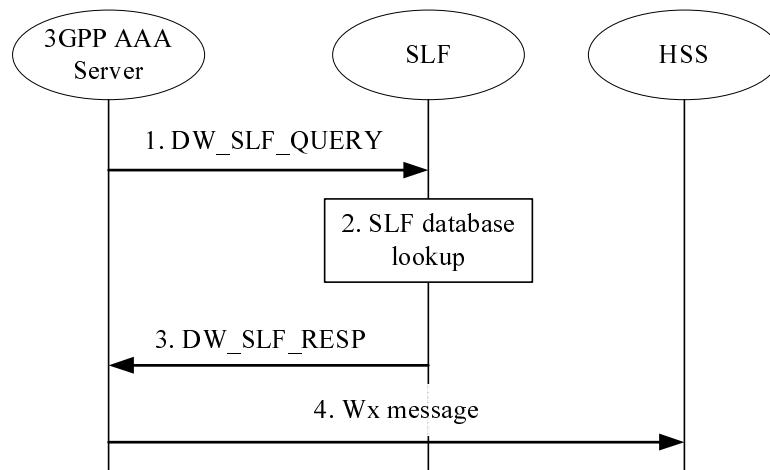 3GPP AAA
Server
SLF
HSS
1. DW_SLF_QUERY
2. SLF database
lookup
3. DW_SLF_RESP
4. Wx message